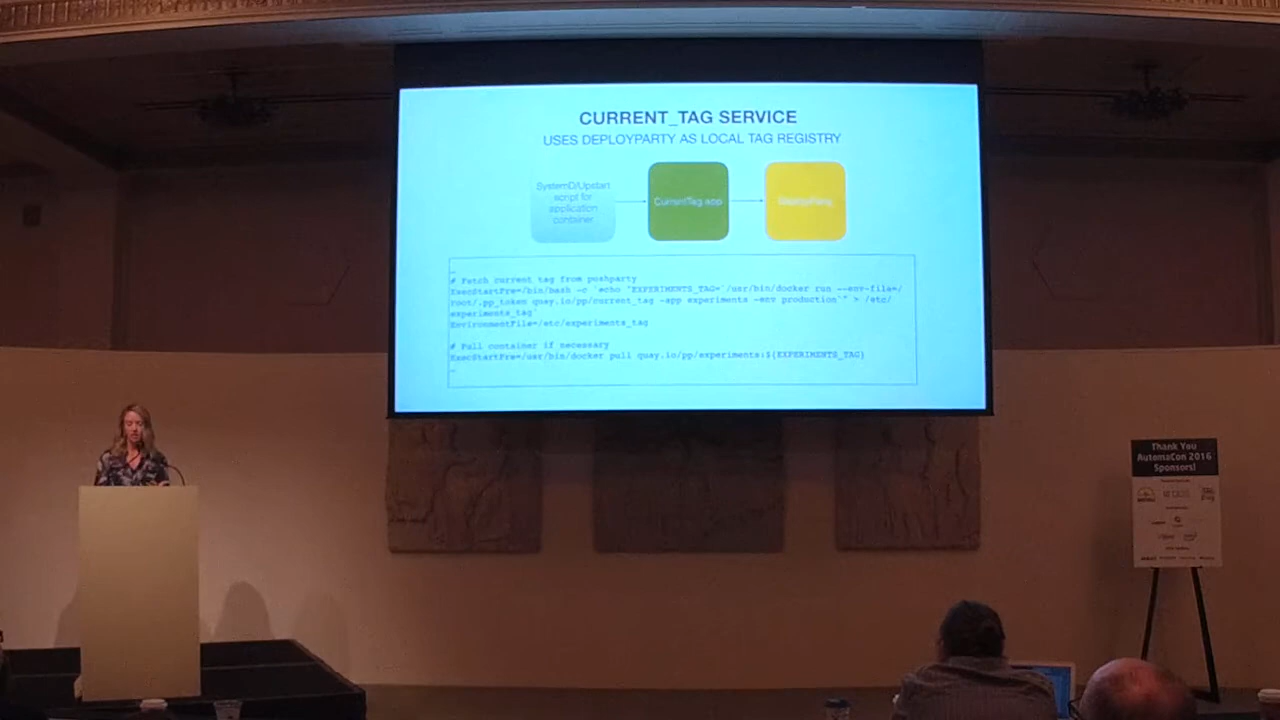 CURRENT_TAG SERVICE
USES DEPLOYPARTY AS LOCAL TAG REGISTRY
SystemD/Upstart
script for
application
container
CurrentTag app
# Fetch current tag from pushparty
ExecStartPre=/bin/bash -c 'echo "EXPERIMENTS_TAG=`/usr/bin/docker run --env-file=/
root/.pp_token quay.io/pp/current_tag -app experiments -env production`" > /etc/
experiments_tag'
EnvironmentFile=/etc/experiments_tag
# Pull container if necessary
ExecStartPre=/usr/bin/docker pull quay.io/pp/experiments:${EXPERIMENTS_TAG}
Thank You
AutomaCon 2016
Sponsors!